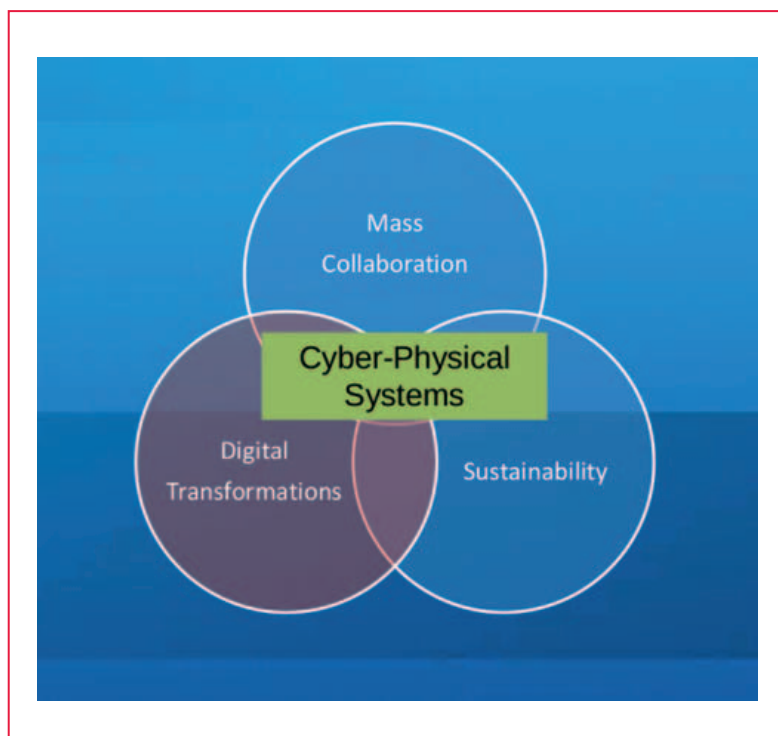 Mass
Collaboration
Cyber-Physical
Systems
Digital
Transformations
Sustainability